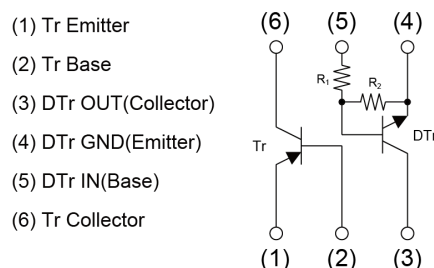 (1) Tr Emitter
(2) Tr Base
(3) DTr OUT(Collector)
(4) DTr GND(Emitter)
(5) DTr IN(Base)
(6) Tr Collector
(6) (5) (4)
R1
R2
Tr
DTr
(1) (2) (3)